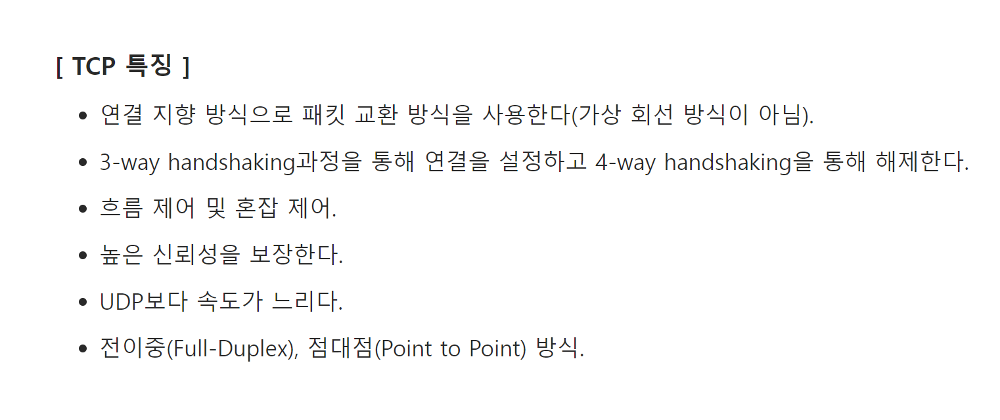 [ TCP 특징 ]
• 연결 지향 방식으로 패킷 교환 방식을 사용한다(가상 회선 방식이 아님).
• 3-way handshaking과정을 통해 연결을 설정하고 4-way handshaking을 통해 해제한다.
• 흐름 제어 및 혼잡 제어.
• 높은 신뢰성을 보장한다.
• UDP보다 속도가 느리다.
• 전이중(Full-Duplex), 점대점(Point to Point) 방식.